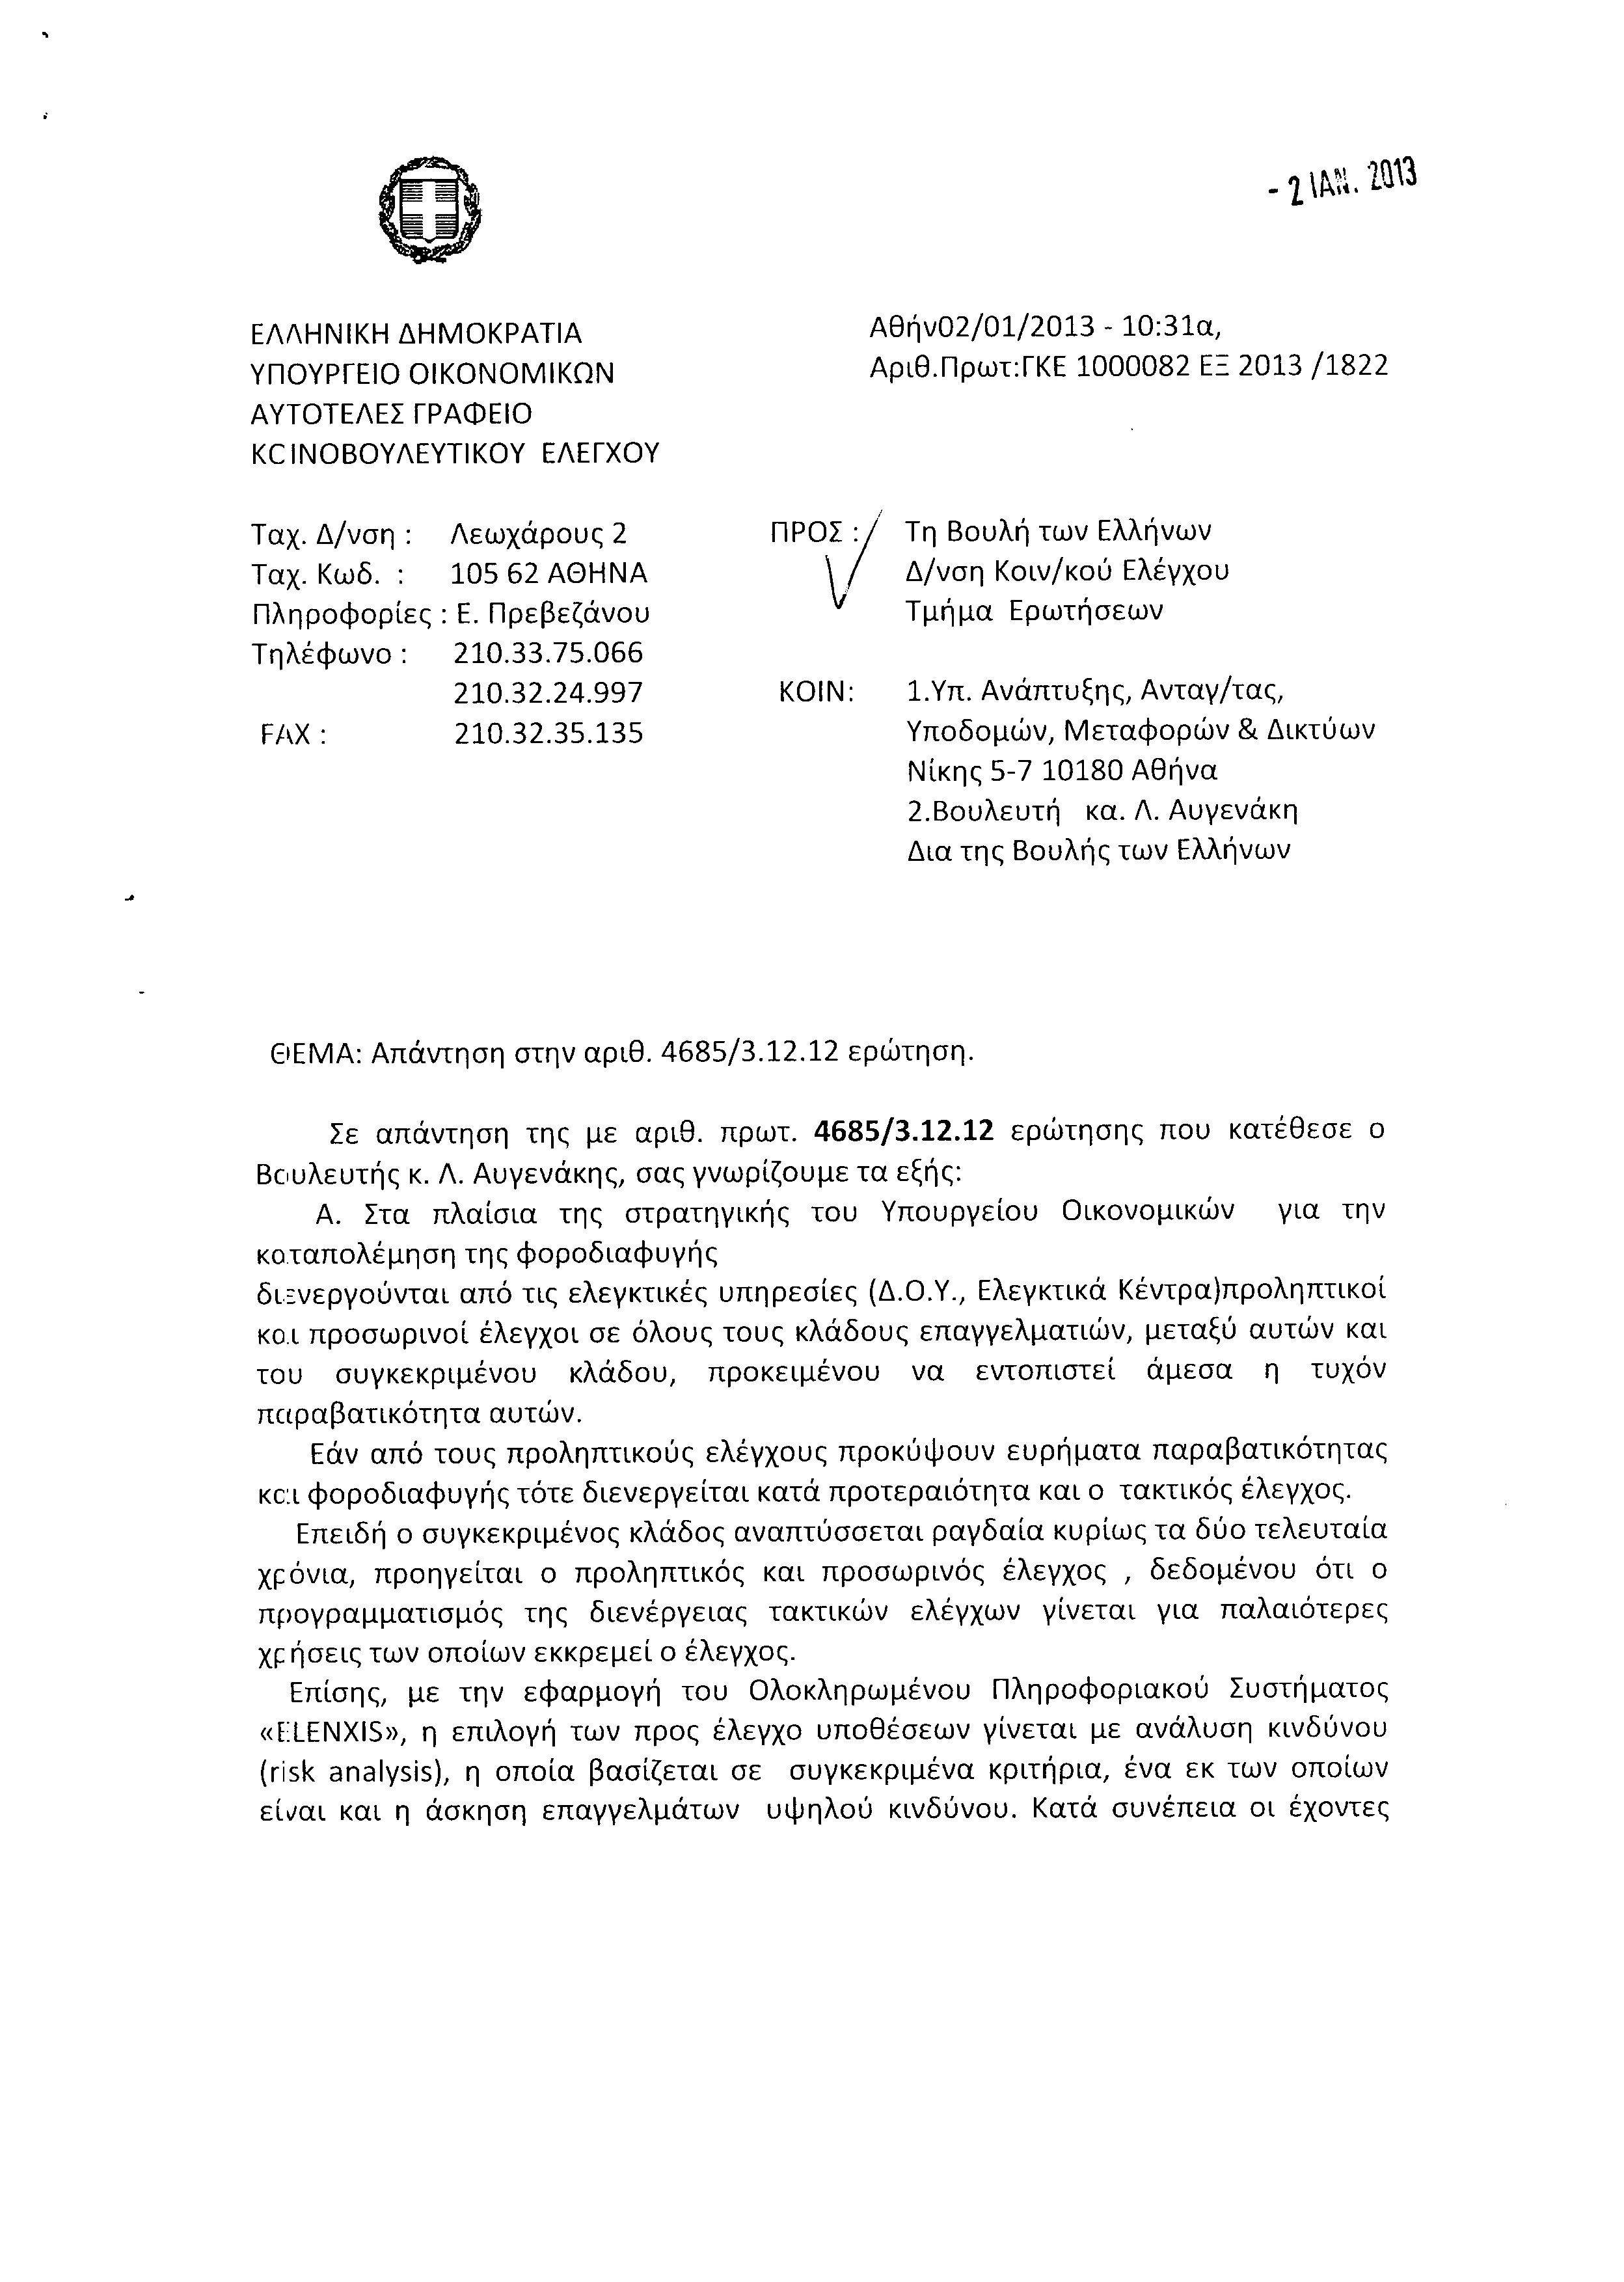 - 2 ΙΑΝ. 2013
ΕΛΛΗΝΙΚΗ ΔΗΜΟΚΡΑΤΙΑ
ΥΠΟΥΡΓΕΙΟ ΟΙΚΟΝΟΜΙΚΩΝ
ΑΥΤΟΤΕΛΕΣ ΓΡΑΦΕΙΟ
ΚΟΙΝΟΒΟΥΛΕΥΤΙΚΟΥ ΕΛΕΓΧΟΥ
Αθήν02/01/2013 - 10:31α,
Αριθ.Πρωτ:ΓΚΕ 1000082 ΕΞ 2013 /1822
Ταχ. Δ/νση : Λεωχάρους 2
Ταχ. Κωδ. : 105 62 ΑΘΗΝΑ
Πληροφορίες : Ε. Πρεβεζάνου
Τηλέφωνο : 210.33.75.066
210.32.24.997
FAX : 210.32.35.135
ΠΡΟΣ : Τη Βουλή των Ελλήνων
Δ/νση Κοιν/κού Ελέγχου
Τμήμα Ερωτήσεων
ΚΟΙΝ: 1.Υπ. Ανάπτυξης, Ανταγ/τας,
Υποδομών, Μεταφορών & Δικτύων
Νίκης 5-7 10180 Αθήνα
2.Βουλευτή κα. Λ. Αυγενάκη
Δια της Βουλής των Ελλήνων
ΘΕΜΑ: Απάντηση στην αριθ. 4685/3.12.12 ερώτηση.
Σε απάντηση της με αριθ. πρωτ. 4685/3.12.12 ερώτησης που κατέθεσε ο
Βουλευτής κ. Λ. Αυγενάκης, σας γνωρίζουμε τα εξής:
Α. Στα πλαίσια της στρατηγικής του Υπουργείου Οικονομικών για την
καταπολέμηση της φοροδιαφυγής
διενεργούνται από τις ελεγκτικές υπηρεσίες (Δ.Ο.Υ., Ελεγκτικά Κέντρα)προληπτικοί
και προσωρινοί έλεγχοι σε όλους τους κλάδους επαγγελματιών, μεταξύ αυτών και
του συγκεκριμένου κλάδου, προκειμένου να εντοπιστεί άμεσα η τυχόν
παραβατικότητα αυτών.
Εάν από τους προληπτικούς ελέγχους προκύψουν ευρήματα παραβατικότητας
και φοροδιαφυγής τότε διενεργείται κατά προτεραιότητα και ο τακτικός έλεγχος.
Επειδή ο συγκεκριμένος κλάδος αναπτύσσεται ραγδαία κυρίως τα δύο τελευταία
χρόνια, προηγείται ο προληπτικός και προσωρινός έλεγχος , δεδομένου ότι ο
προγραμματισμός της διενέργειας τακτικών ελέγχων γίνεται για παλαιότερες
χρήσεις των οποίων εκκρεμεί ο έλεγχος.
Επίσης, με την εφαρμογή του Ολοκληρωμένου Πληροφοριακού Συστήματος
«ELENXIS», η επιλογή των προς έλεγχο υποθέσεων γίνεται με ανάλυση κινδύνου
(risk analysis), η οποία βασίζεται σε συγκεκριμένα κριτήρια, ένα εκ των οποίων
είναι και η άσκηση επαγγελμάτων υψηλού κινδύνου. Κατά συνέπεια οι έχοντες